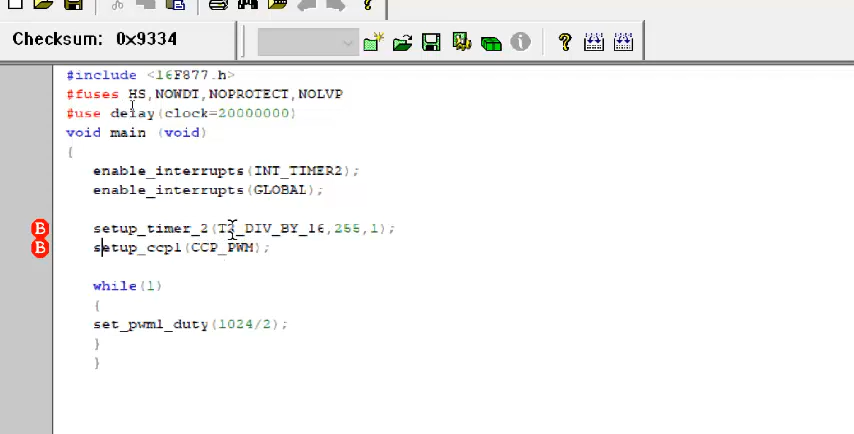 Checksum: 0x9334
#include <16F877.h>
#fuses HS,NOWDT,NOPROTECT,NOLVP
#use delay(clock=20000000)
void main (void)
{
enable_interrupts(INT_TIMER2);
enable_interrupts(GLOBAL);
B setup_timer_2(T2_DIV_BY_16,255,1);
B setup_ccp1(CCP_PWM);
while(1)
{
set_pwm1_duty(1024/2);
}
}